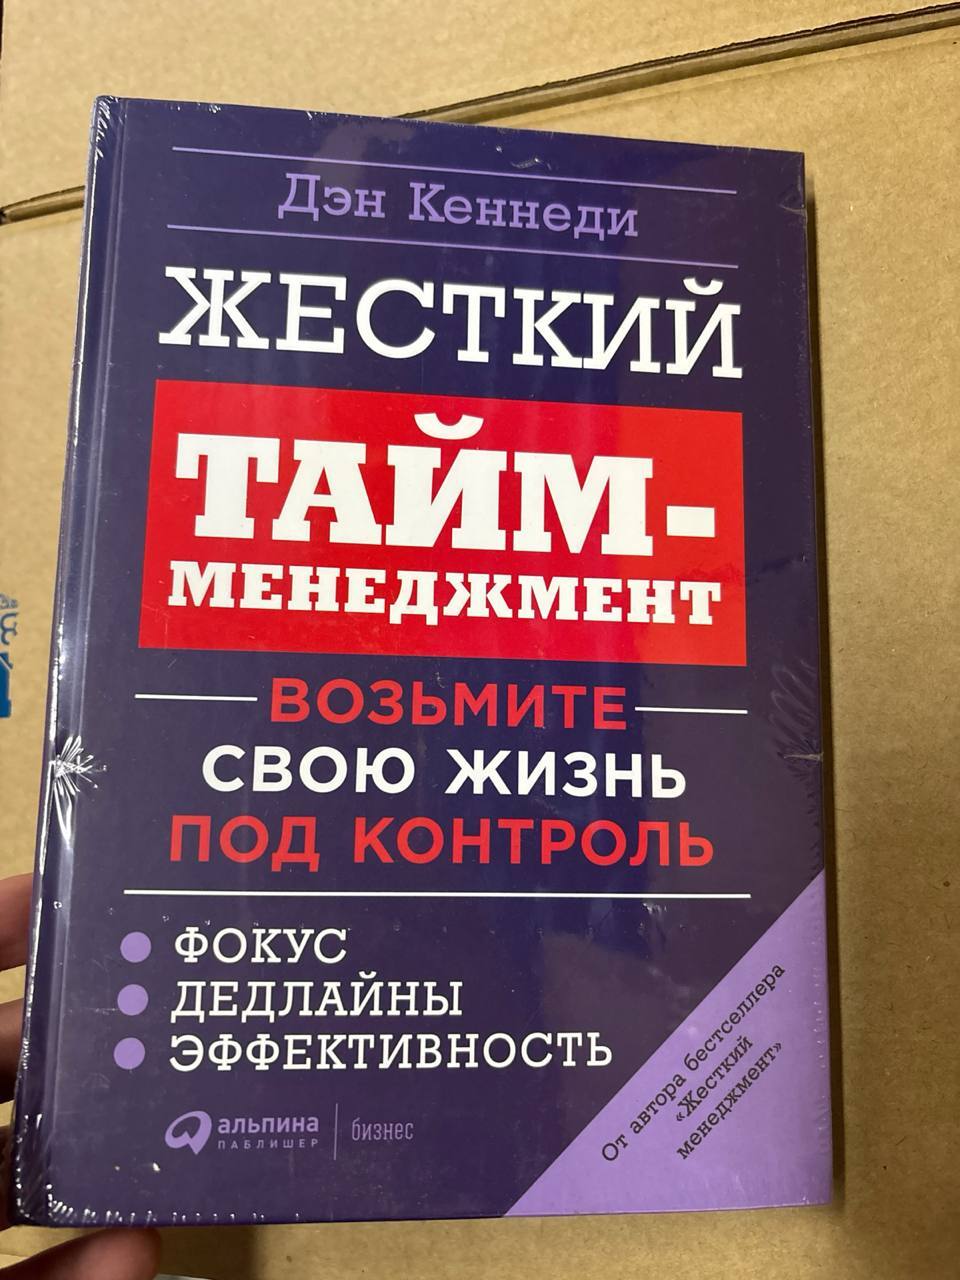 Дэн Кеннеди
ЖЕСТКИЙ
ТАЙМ-
МЕНЕДЖМЕНТ
ВОЗЬМИТЕ
СВОЮ ЖИЗНЬ
ПОД КОНТРОЛЬ
ФОКУС
ДЕДЛАЙНЫ
ЭФФЕКТИВНОСТЬ
От автора бестселлера
«Жесткий
менеджмент»
альпина
ПАБЛИШЕР
бизнес